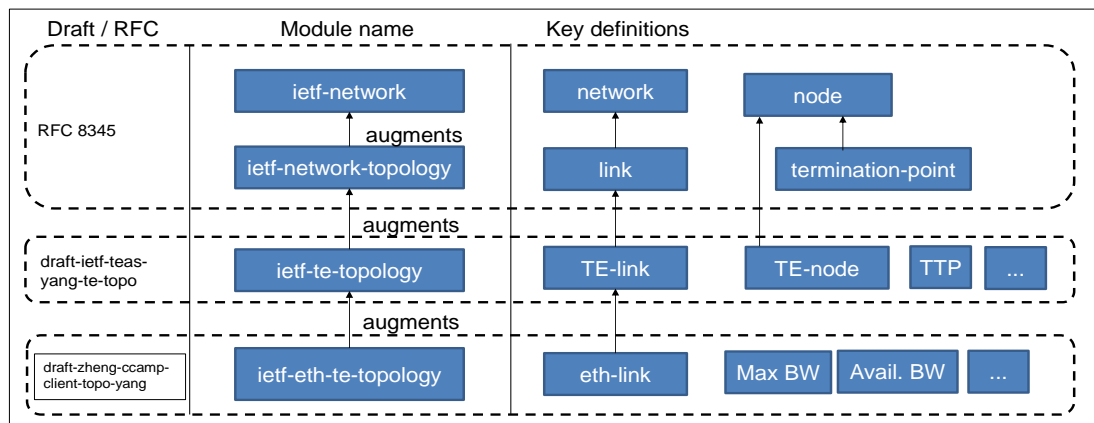 Draft / RFC
Module name
Key definitions
ietf-network
network
node
RFC 8345
augments
ietf-network-topology
link
termination-point
augments
draft-ietf-teas-
yang-te-topo
ietf-te-topology
TE-link
TE-node
TTP
...
augments
draft-zheng-ccamp-
client-topo-yang
ietf-eth-te-topology
eth-link
Max BW
Avail. BW
...